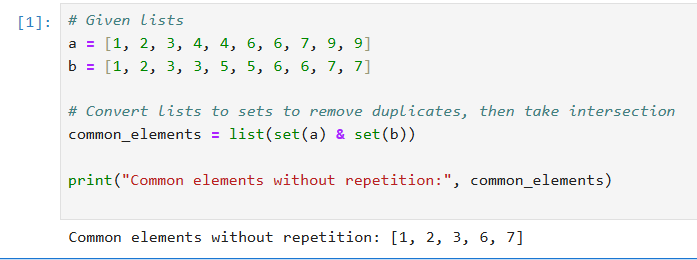 [1]: # Given lists
a = [1, 2, 3, 4, 4, 6, 6, 7, 9, 9]
b = [1, 2, 3, 3, 5, 5, 6, 6, 7, 7]
# Convert lists to sets to remove duplicates, then take intersection
common_elements = list(set(a) & set(b))
print("Common elements without repetition:", common_elements)
Common elements without repetition: [1, 2, 3, 6, 7]